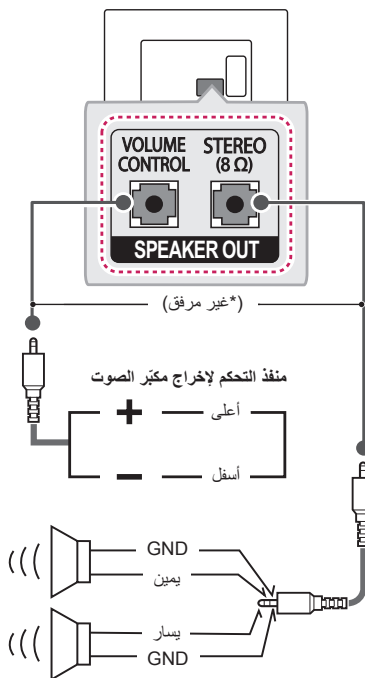 VOLUME CONTROL
STEREO (8 Ω)
SPEAKER OUT
(*غير مرفق)
منفذ التحكم لإخراج مكبّر الصوت
+ أعلى
− أسفل
GND
يمين
يسار
GND